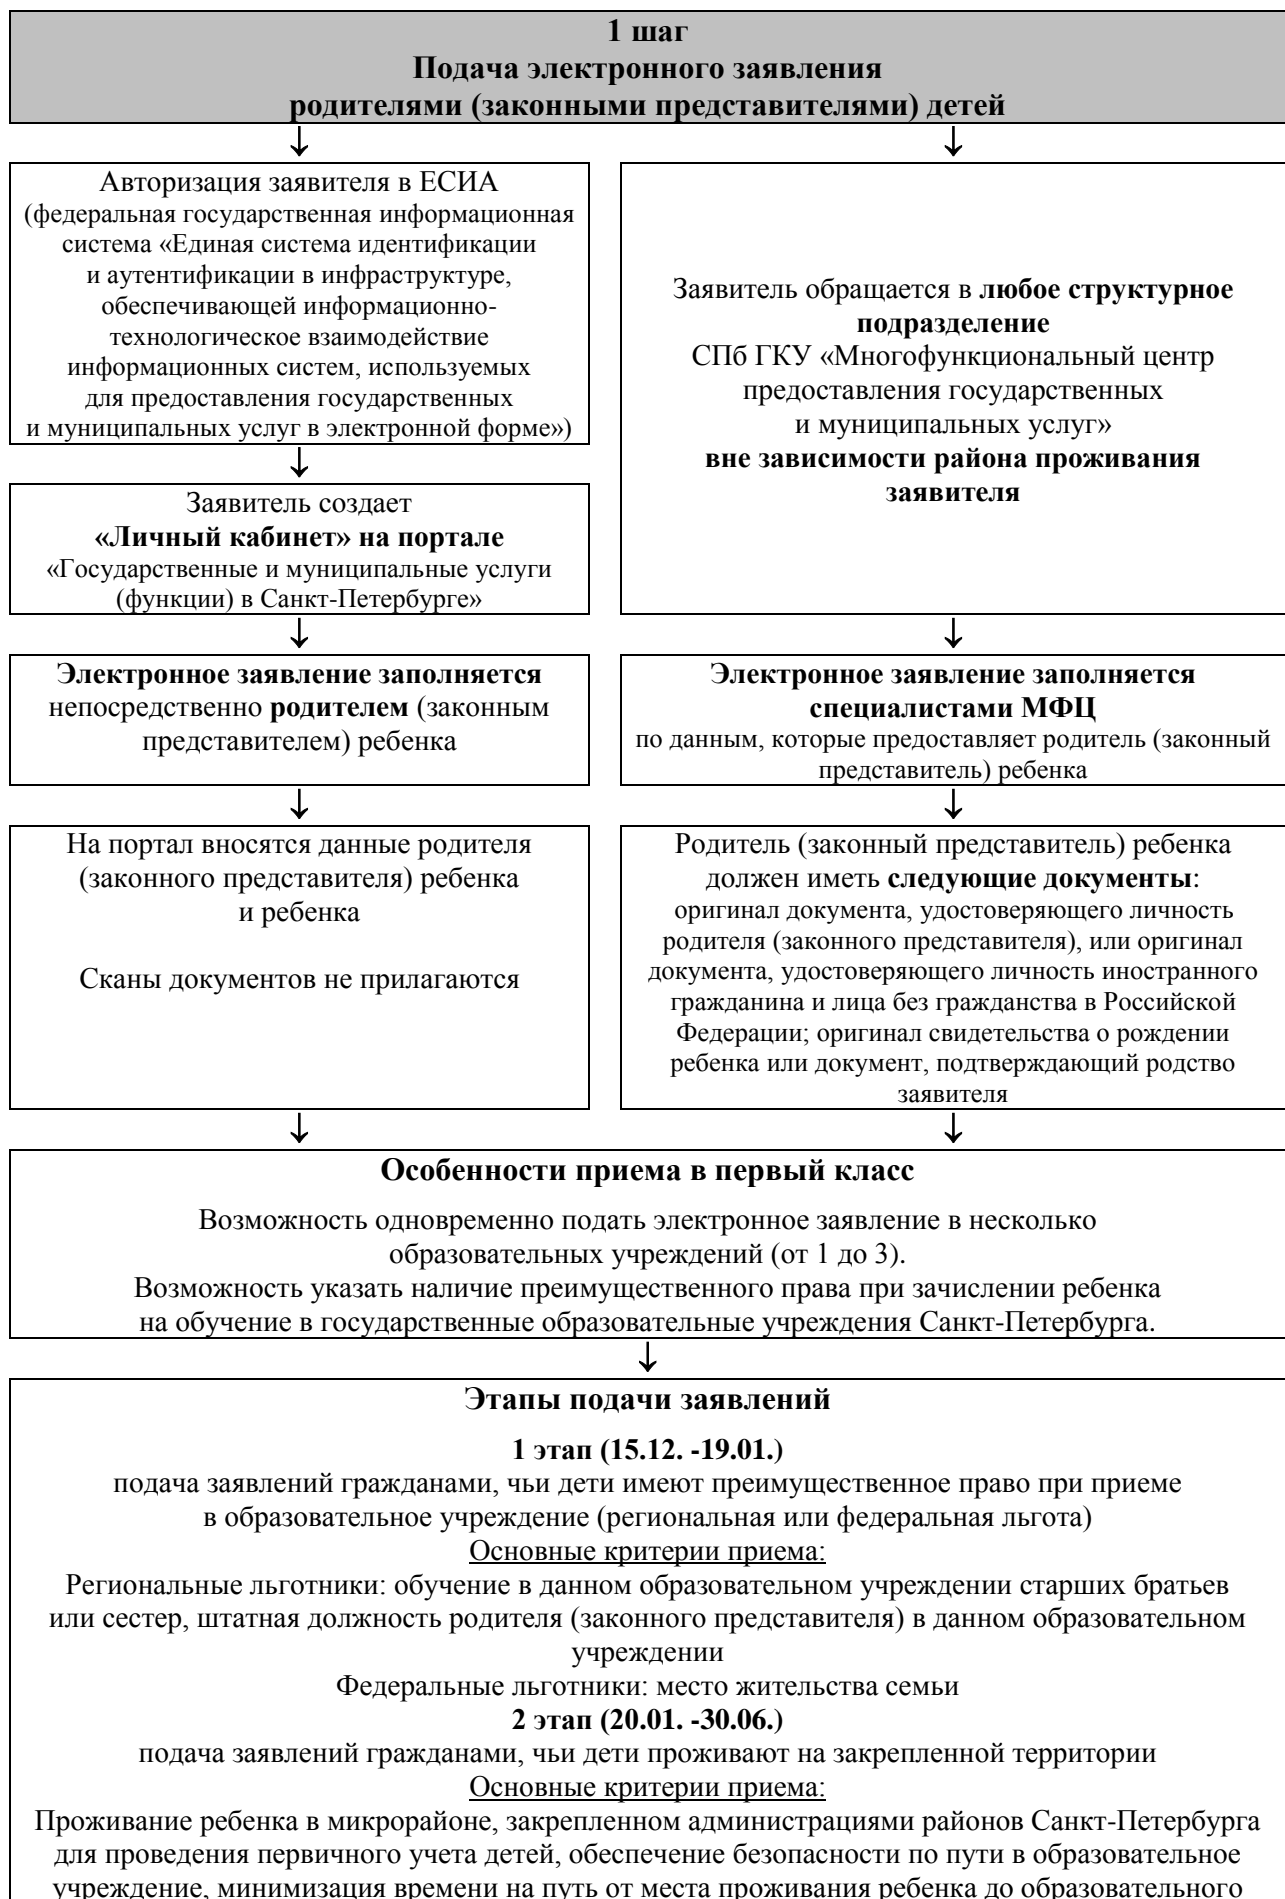 1 шаг
Подача электронного заявления
родителями (законными представителями) детей
↓
↓
Авторизация заявителя в ЕСИА
(федеральная государственная информационная
система «Единая система идентификации
и аутентификации в инфраструктуре,
обеспечивающей информационно-
технологическое взаимодействие
информационных систем, используемых
для предоставления государственных
и муниципальных услуг в электронной форме»)
↓
Заявитель создает
«Личный кабинет» на портале
«Государственные и муниципальные услуги
(функции) в Санкт-Петербурге»
Заявитель обращается в любое структурное
подразделение
СПб ГКУ «Многофункциональный центр
предоставления государственных
и муниципальных услуг»
вне зависимости района проживания
заявителя
↓
↓
Электронное заявление заполняется
непосредственно родителем (законным
представителем) ребенка
Электронное заявление заполняется
специалистами МФЦ
по данным, которые предоставляет родитель (законный
представитель) ребенка
↓
↓
На портал вносятся данные родителя
(законного представителя) ребенка
и ребенка
Сканы документов не прилагаются
Родитель (законный представитель) ребенка
должен иметь следующие документы:
оригинал документа, удостоверяющего личность
родителя (законного представителя), или оригинал
документа, удостоверяющего личность иностранного
гражданина и лица без гражданства в Российской
Федерации; оригинал свидетельства о рождении
ребенка или документ, подтверждающий родство
заявителя
↓
↓
Особенности приема в первый класс
Возможность одновременно подать электронное заявление в несколько
образовательных учреждений (от 1 до 3).
Возможность указать наличие преимущественного права при зачислении ребенка
на обучение в государственные образовательные учреждения Санкт-Петербурга.
↓
Этапы подачи заявлений
1 этап (15.12. -19.01.)
подача заявлений гражданами, чьи дети имеют преимущественное право при приеме
в образовательное учреждение (региональная или федеральная льгота)
Основные критерии приема:
Региональные льготники: обучение в данном образовательном учреждении старших братьев
или сестер, штатная должность родителя (законного представителя) в данном образовательном
учреждении
Федеральные льготники: место жительства семьи
2 этап (20.01. -30.06.)
подача заявлений гражданами, чьи дети проживают на закрепленной территории
Основные критерии приема:
Проживание ребенка в микрорайоне, закрепленном администрациями районов Санкт-Петербурга
для проведения первичного учета детей, обеспечение безопасности по пути в образовательное
учреждение, минимизация времени на путь от места проживания ребенка до образовательного